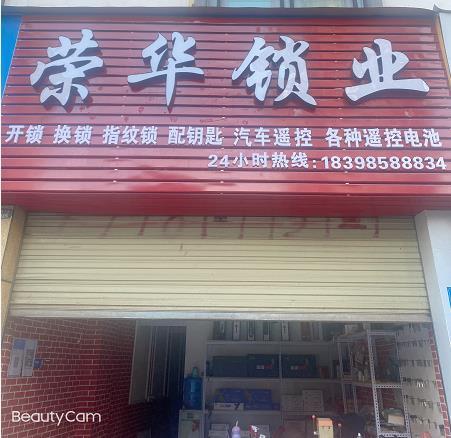 荣华锁业
开锁 换锁 指纹锁 配钥匙 汽车遥控 各种遥控电池
24小时热线:18398588834
BeautyCam